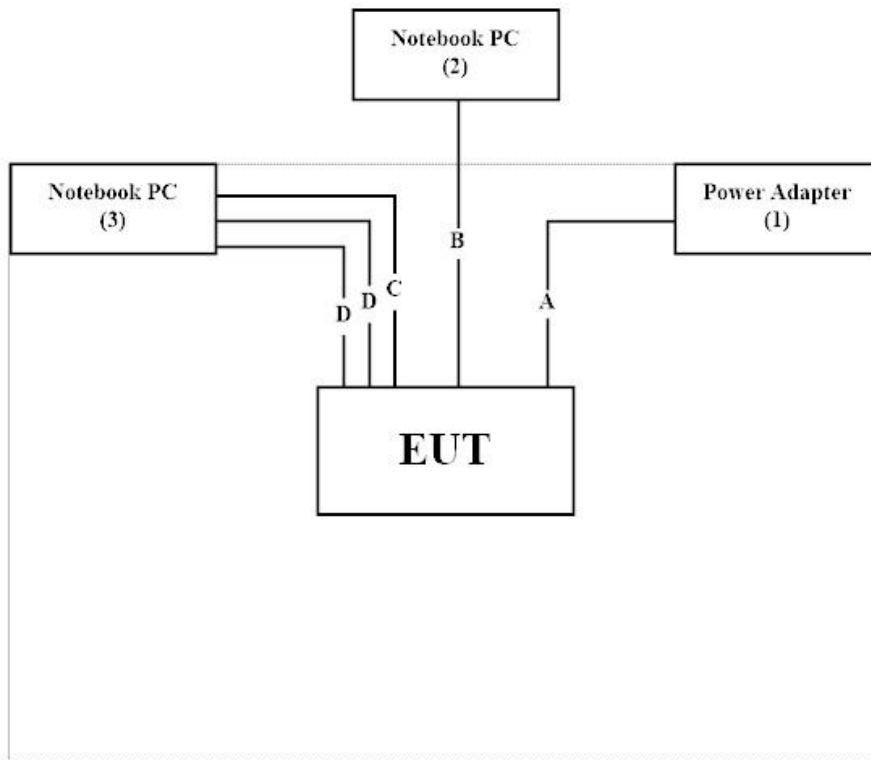 Notebook PC
(2)
Notebook PC
(3)
Power Adapter
(1)
B
C
D
D
A
EUT